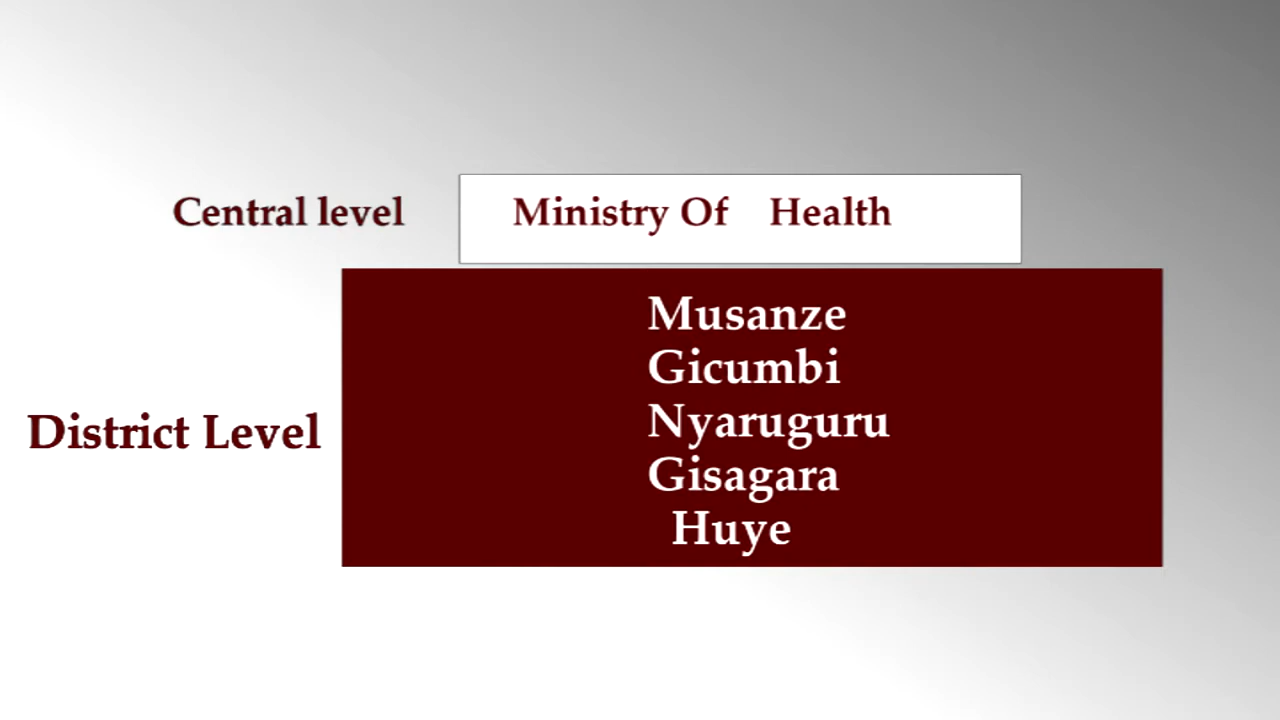 Central level
Ministry Of Health
District Level
Musanze
Gicumbi
Nyaruguru
Gisagara
Huye